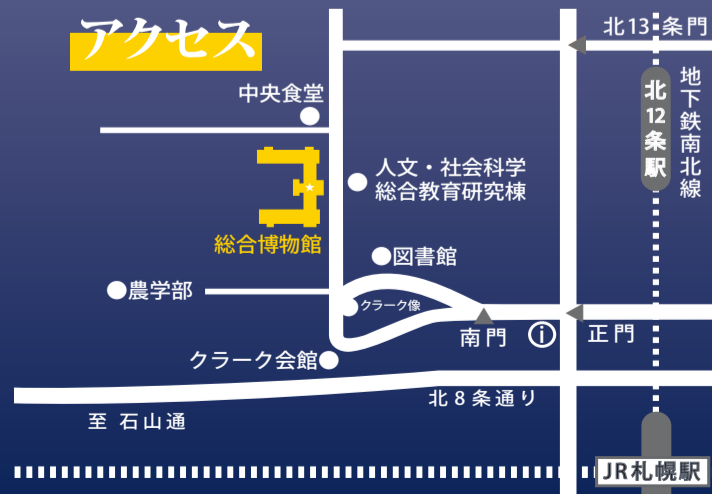 アクセス
北13条門
地下鉄南北線
北12条駅
中央食堂
人文・社会科学
総合教育研究棟
総合博物館
図書館
農学部
クラーク像
南門
i
正門
クラーク会館
北8条通り
至 石山通
JR札幌駅